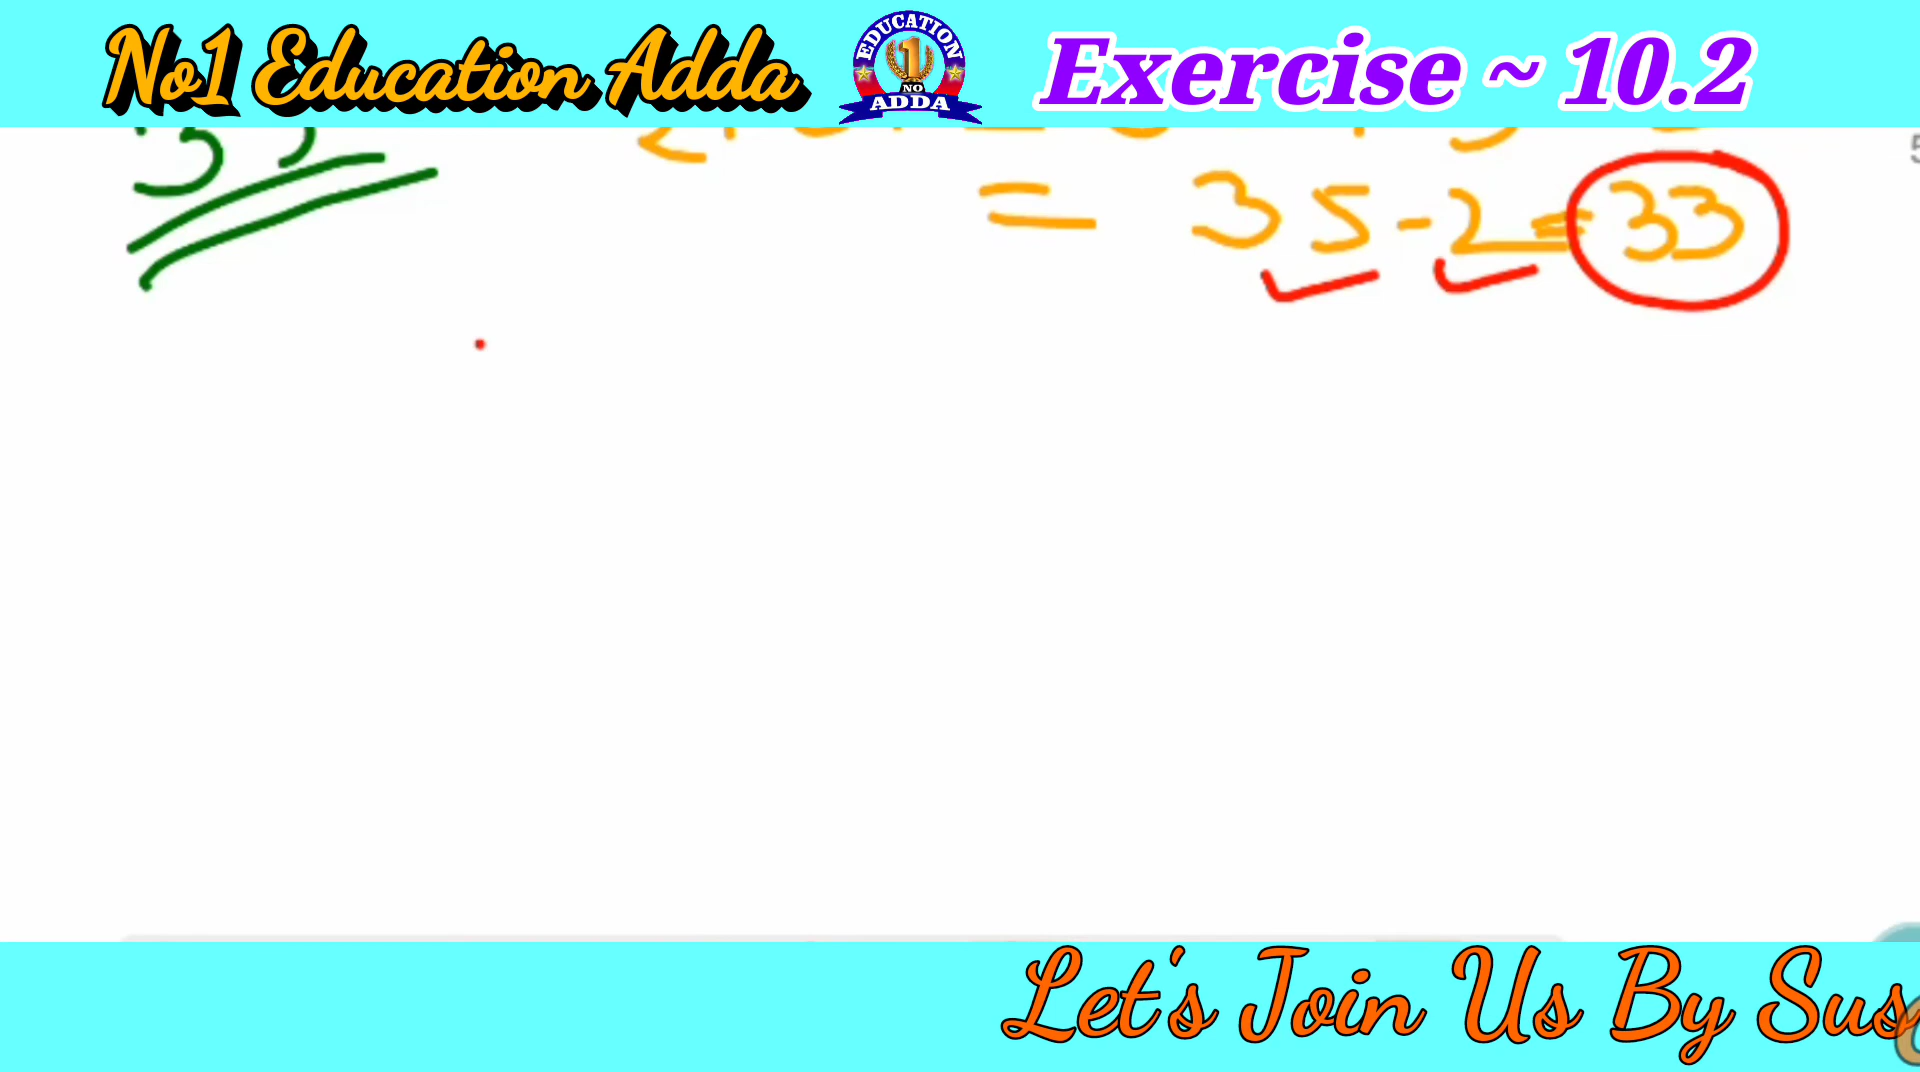 No1 Education Adda
EDUCATION
1
NO
ADDA
Exercise ~ 10.2
= 35 - 2 = 33
Let's Join Us By Sus